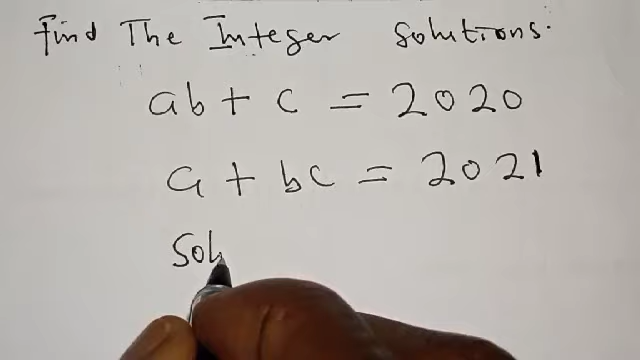 Find The Integer Solutions.
ab + c = 2020
a + bc = 2021
Sol